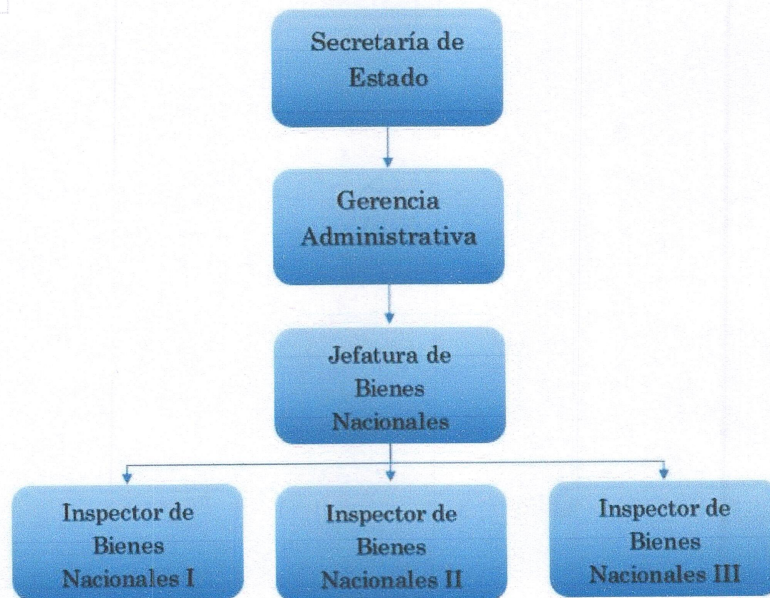 Secretaría de
Estado
Gerencia
Administrativa
Jefatura de
Bienes
Nacionales
Inspector de
Bienes
Nacionales I
Inspector de
Bienes
Nacionales II
Inspector de
Bienes
Nacionales III